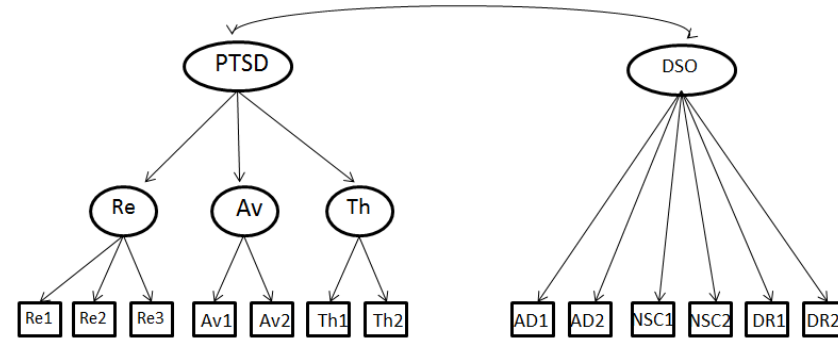 PTSD
DSO
Re
Av
Th
Re1
Re2
Re3
Av1
Av2
Th1
Th2
AD1
AD2
NSC1
NSC2
DR1
DR2